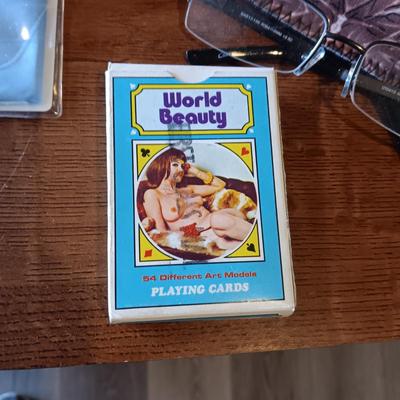 World
Beauty
54 Different Art Models
PLAYING CARDS